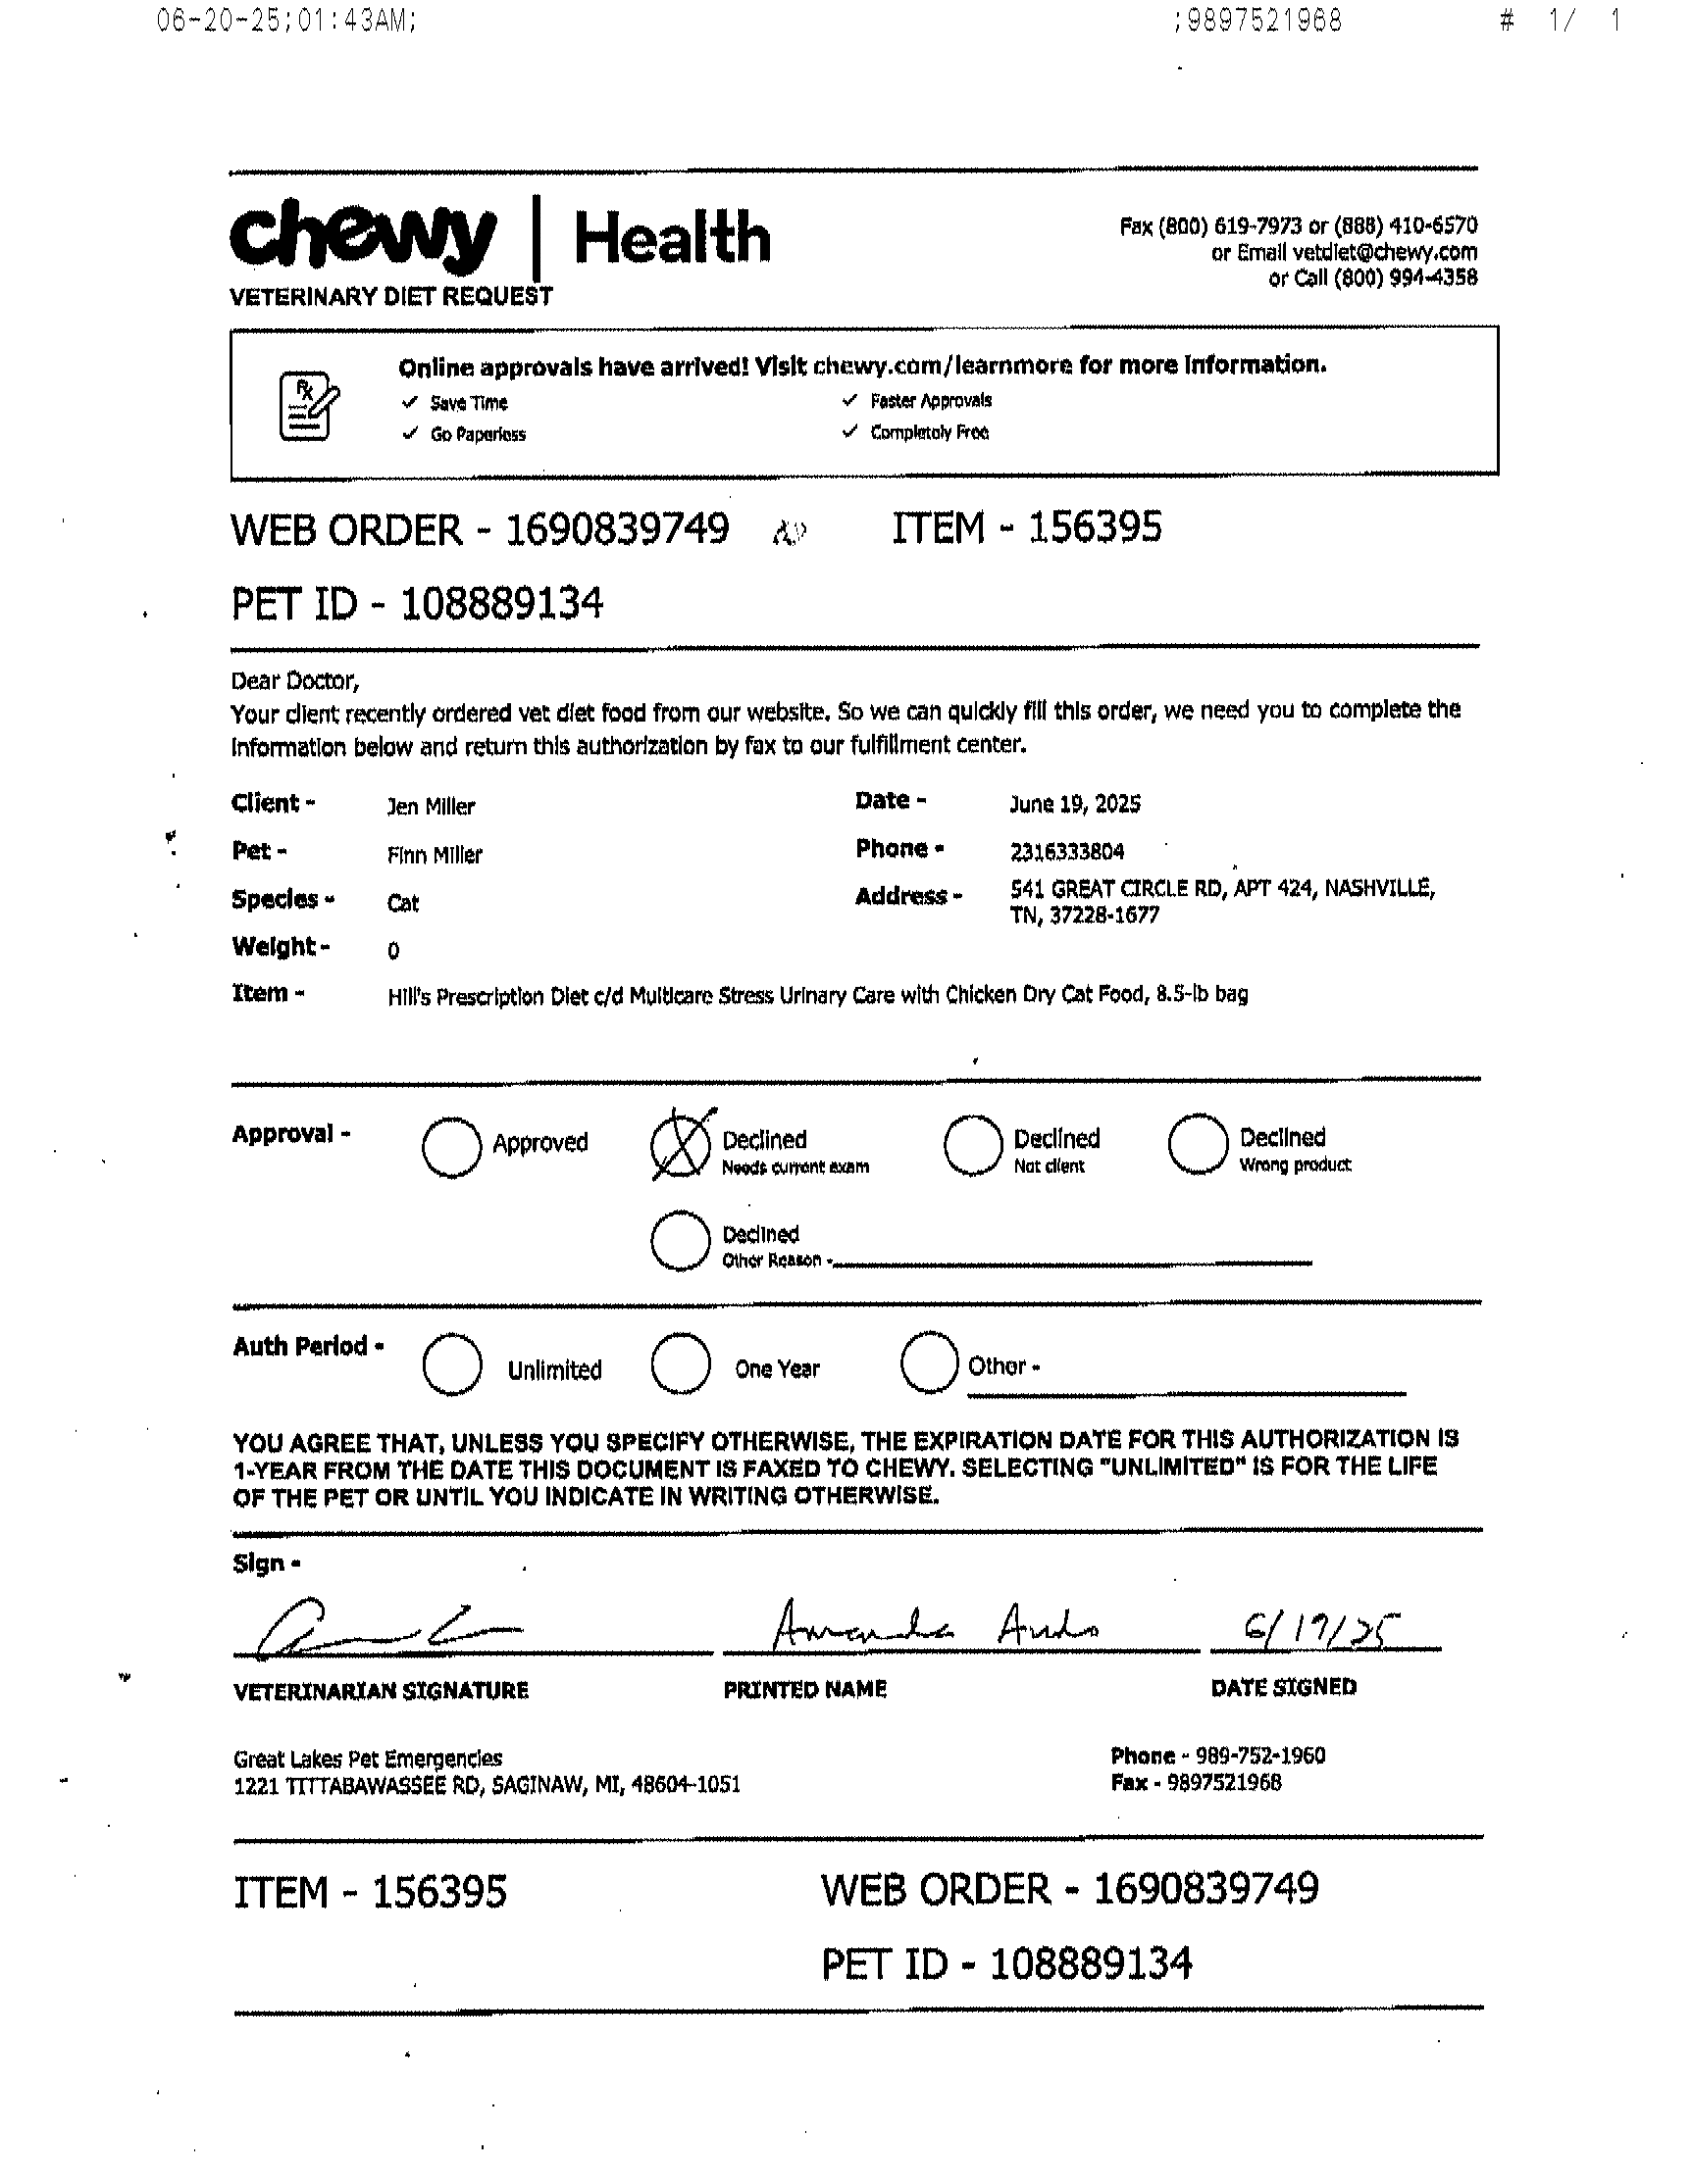 06-20-25;01:43AM; ;9897521968 # 1/ 1
chewy | Health
Fax (800) 619-7973 or (888) 410-6570
or Email vetdiet@chewy.com
or Call (800) 994-4358
VETERINARY DIET REQUEST
Online approvals have arrived! Visit chewy.com/learnmore for more information.
✓ Save Time ✓ Faster Approvals
✓ Go Paperless ✓ Completely Free
WEB ORDER - 1690839749 ITEM - 156395
PET ID - 108889134
Dear Doctor,
Your client recently ordered vet diet food from our website. So we can quickly fill this order, we need you to complete the
information below and return this authorization by fax to our fulfillment center.
Client - Jen Miller Date - June 19, 2025
Pet - Finn Miller Phone - 2316333804
Species - Cat Address - 541 GREAT CIRCLE RD, APT 424, NASHVILLE,
TN, 37228-1677
Weight - 0
Item - Hill's Prescription Diet c/d Multicare Stress Urinary Care with Chicken Dry Cat Food, 8.5-lb bag
Approval - Approved Declined Declined Declined
Needs current exam Not client Wrong product
Declined
Other Reason -
Auth Period - Unlimited One Year Other -
YOU AGREE THAT, UNLESS YOU SPECIFY OTHERWISE, THE EXPIRATION DATE FOR THIS AUTHORIZATION IS
1-YEAR FROM THE DATE THIS DOCUMENT IS FAXED TO CHEWY. SELECTING "UNLIMITED" IS FOR THE LIFE
OF THE PET OR UNTIL YOU INDICATE IN WRITING OTHERWISE.
Sign -
Amanda 6/19/25
VETERINARIAN SIGNATURE PRINTED NAME DATE SIGNED
Great Lakes Pet Emergencies Phone - 989-752-1960
1221 TITTABAWASSEE RD, SAGINAW, MI, 48604-1051 Fax - 9897521968
ITEM - 156395 WEB ORDER - 1690839749
PET ID - 108889134